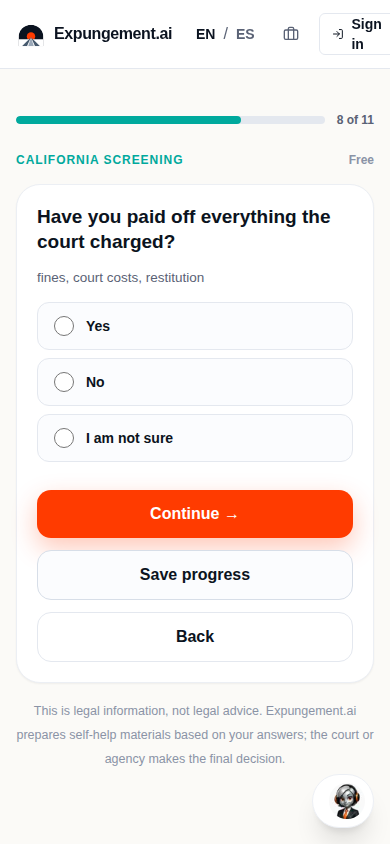 Expungement.ai
EN / ES
Sign
in
8 of 11
CALIFORNIA SCREENING
Free
Have you paid off everything the
court charged?
fines, court costs, restitution
Yes
No
I am not sure
Continue →
Save progress
Back
This is legal information, not legal advice. Expungement.ai
prepares self-help materials based on your answers; the court or
agency makes the final decision.